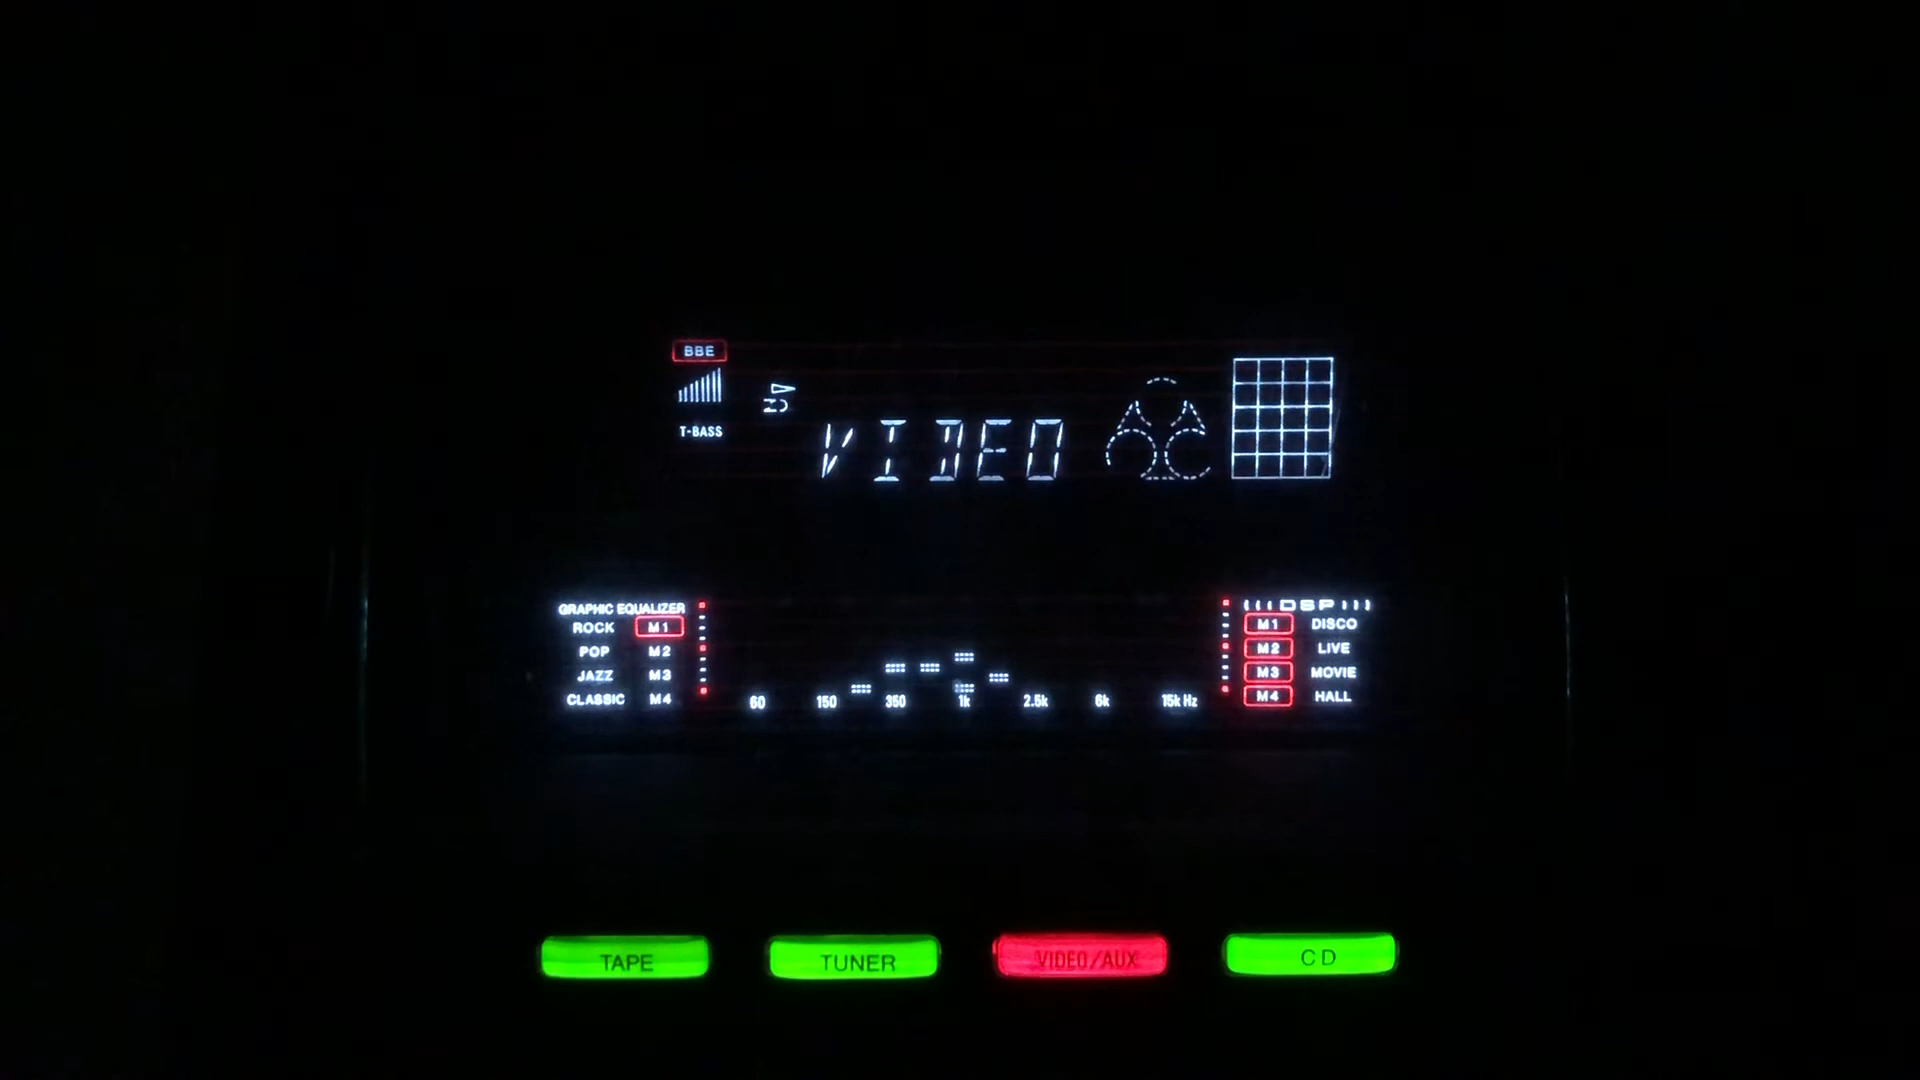 BBE
T-BASS
VIDEO
GRAPHIC EQUALIZER
ROCK M1
POP M2
JAZZ M3
CLASSIC M4
60 150 350 1k 2.5k 6k 15k Hz
DSP
M1 DISCO
M2 LIVE
M3 MOVIE
M4 HALL
TAPE TUNER VIDEO/AUX CD